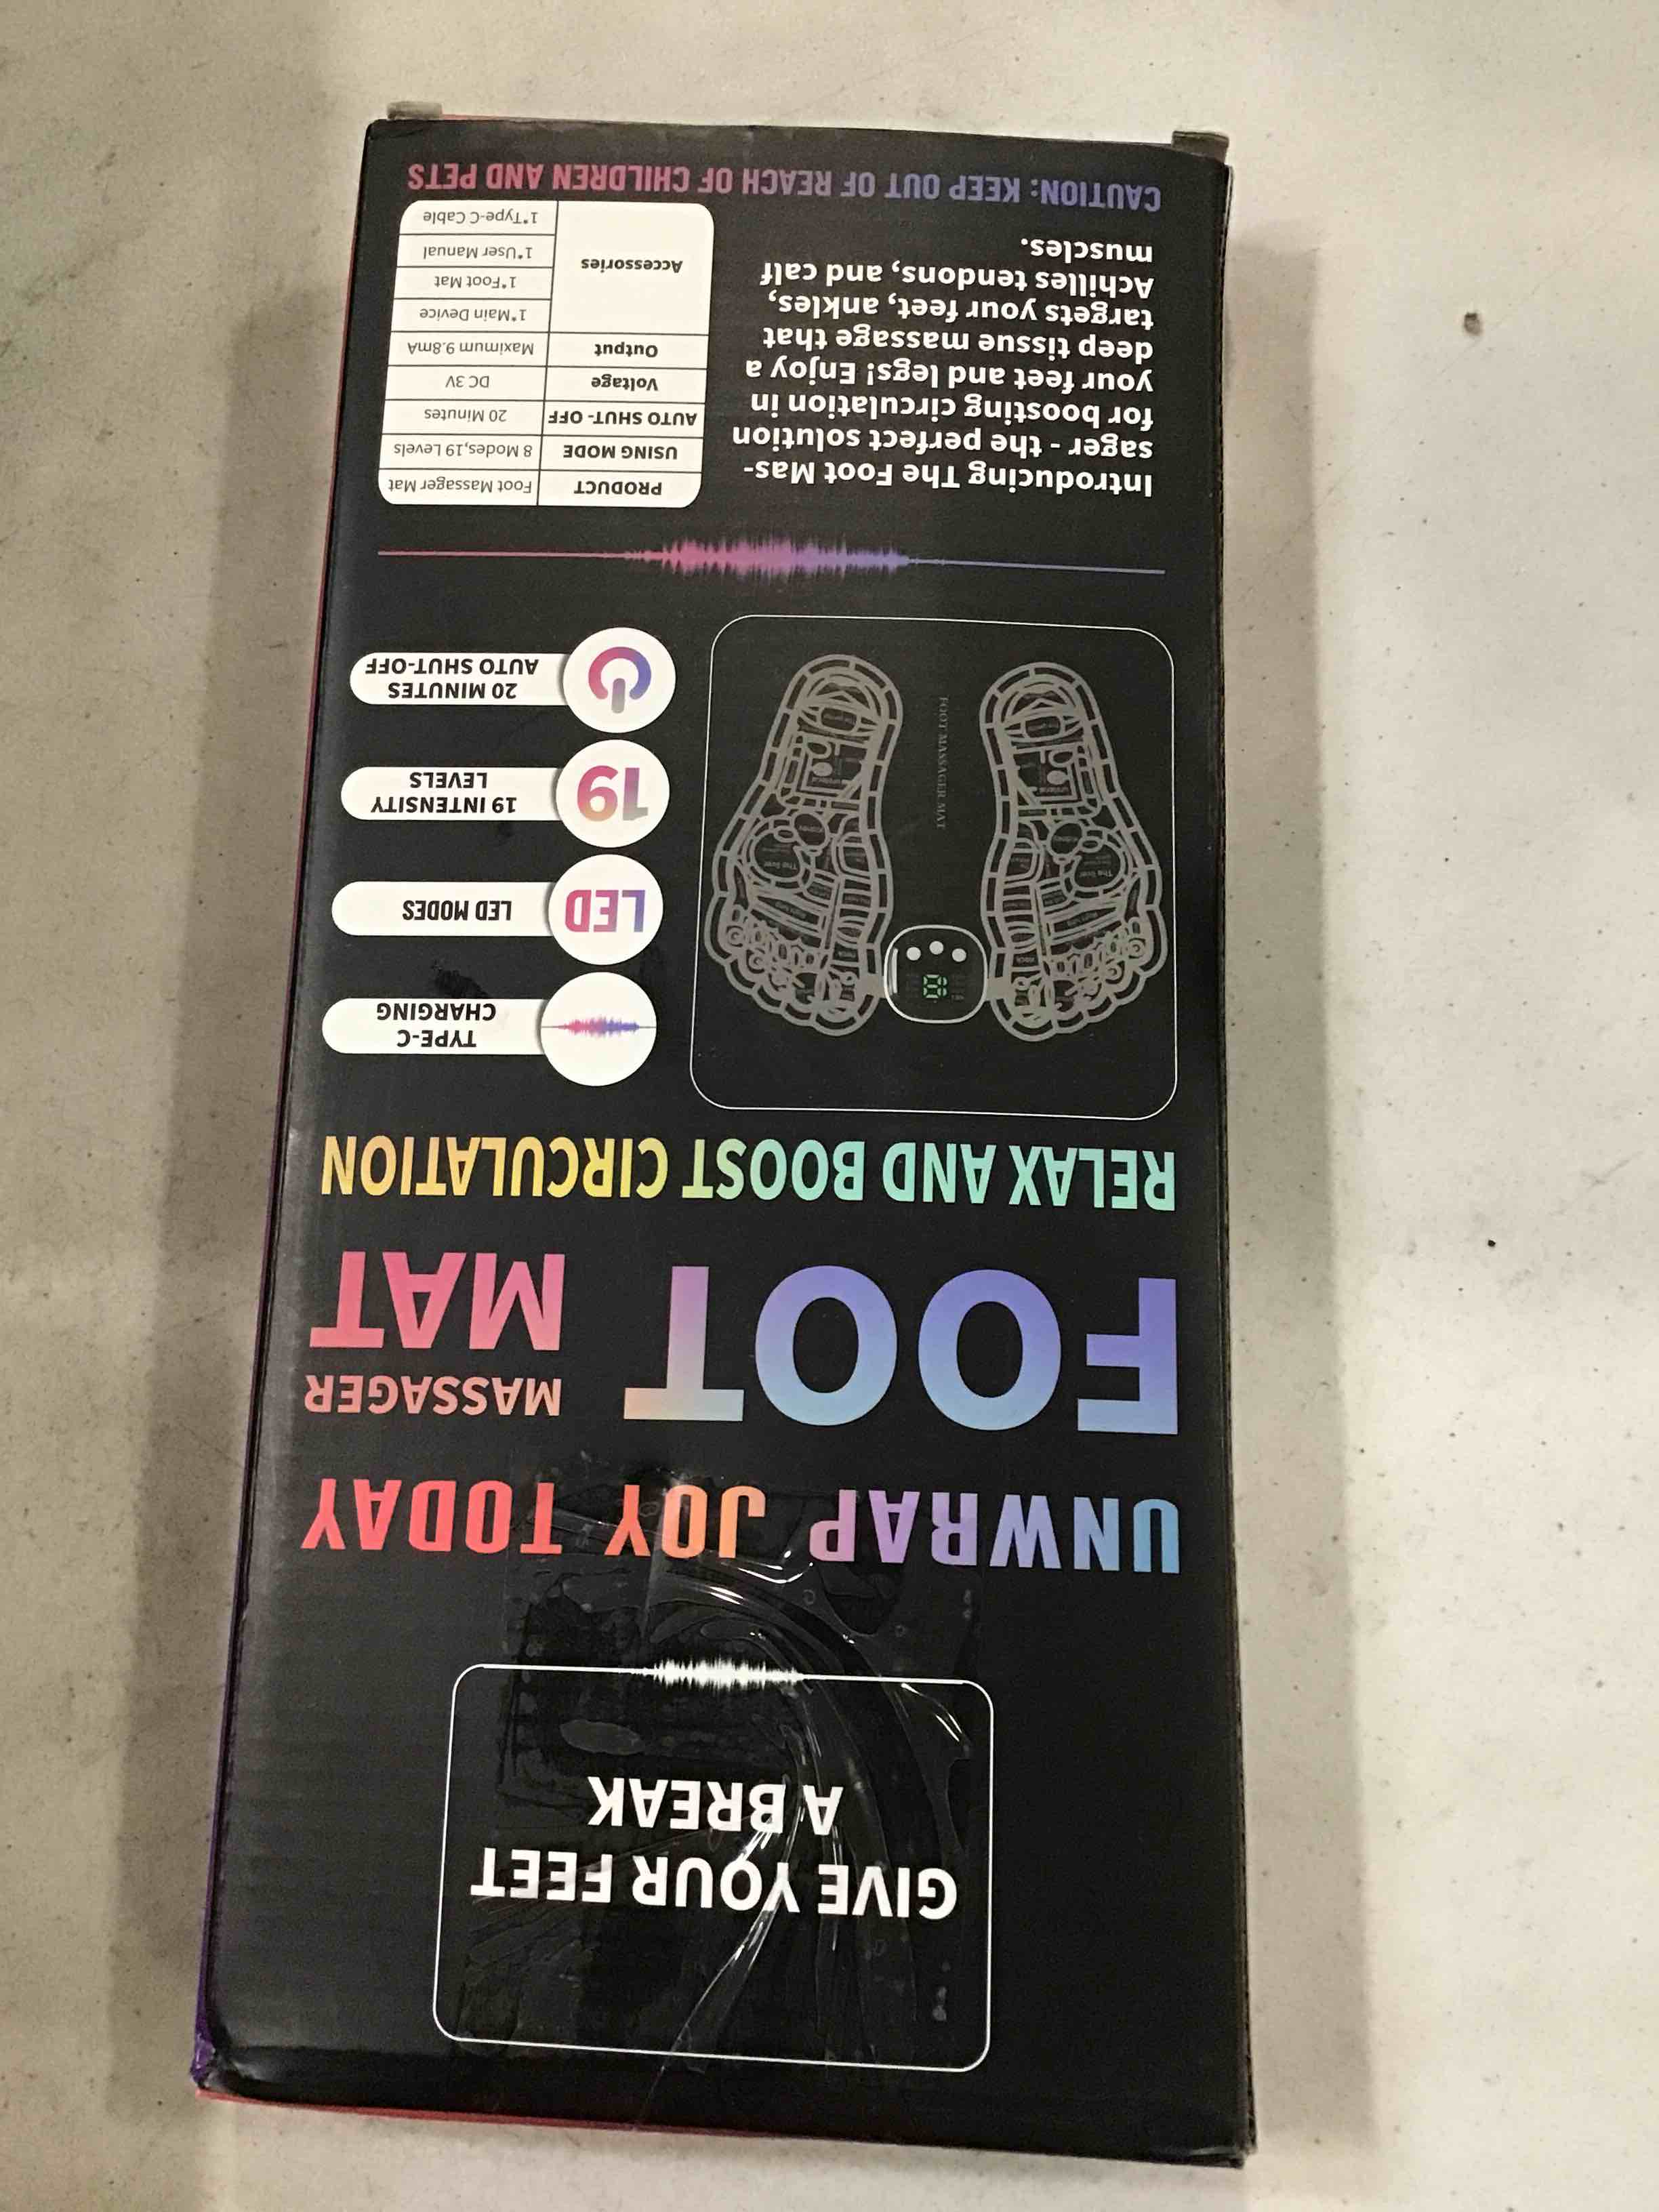 GIVE YOUR FEET
A BREAK
UNWRAP JOY TODAY
FOOT
MASSAGER
MAT
RELAX AND BOOST CIRCULATION
FOOT MASSAGER MAT
TYPE-C
CHARGING
LED
LED MODES
19
19 INTENSITY
LEVELS
20 MINUTES
AUTO SHUT-OFF
Introducing The Foot Mas-
sager - the perfect solution
for boosting circulation in
your feet and legs! Enjoy a
deep tissue massage that
targets your feet, ankles,
Achilles tendons, and calf
muscles.
PRODUCT Foot Massager Mat
USING MODE 8 Modes,19 Levels
AUTO SHUT- OFF 20 Minutes
Voltage DC 3V
Output Maximum 9.8mA
Accessories
1*Main Device
1*Foot Mat
1*User Manual
1*Type-C Cable
CAUTION: KEEP OUT OF REACH OF CHILDREN AND PETS